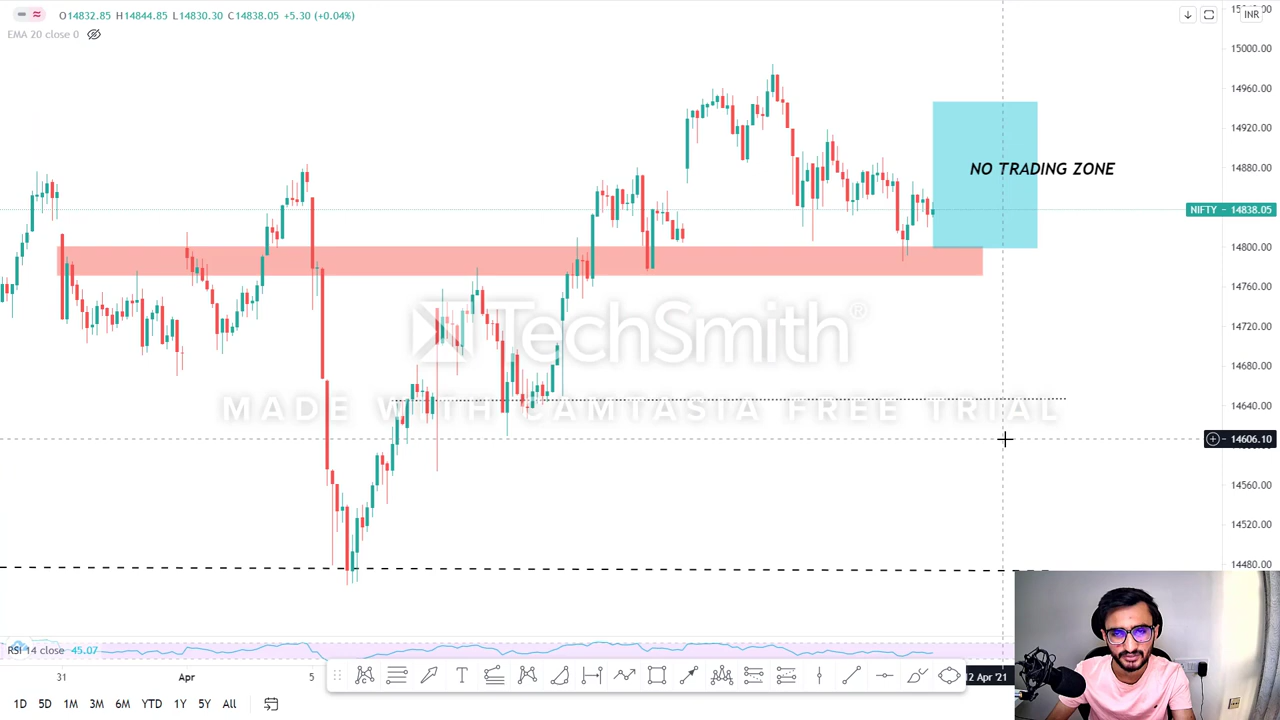 O14832.85 H14844.85 L14830.30 C14838.05 +5.30 (+0.04%)
INR
EMA 20 close 0
15000.00
14960.00
14920.00
14880.00
NO TRADING ZONE
NIFTY - 14838.05
14800.00
14760.00
14720.00
TechSmith®
14680.00
MADE WITH CAMTASIA FREE TRIAL
14640.00
14606.10
14560.00
14520.00
14480.00
RSI 14 close 45.07
31 Apr 5 12 Apr '21
1D 5D 1M 3M 6M YTD 1Y 5Y All